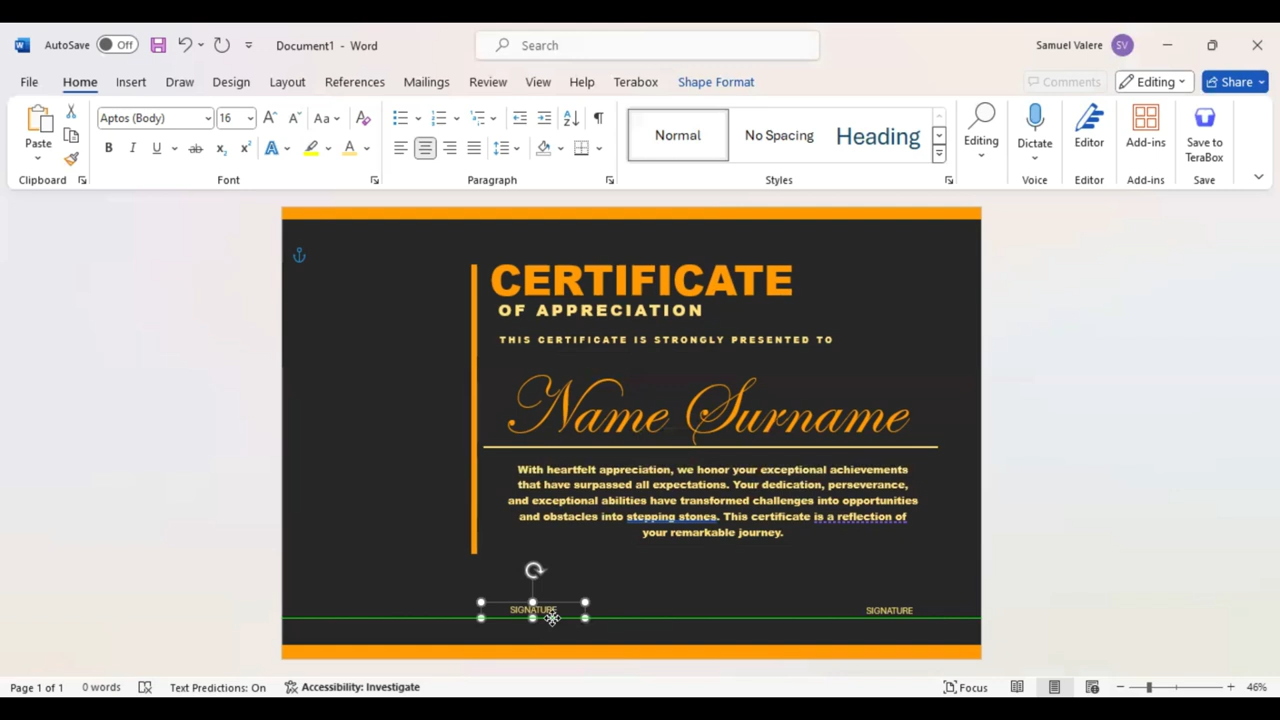 AutoSave Off Document1 - Word Search Samuel Valere SV
File Home Insert Draw Design Layout References Mailings Review View Help Terabox Shape Format Comments Editing Share
Paste Aptos (Body) 16 Aa Normal No Spacing Heading Editing Dictate Editor Add-ins Save to
TeraBox
Clipboard Font Paragraph Styles Voice Editor Add-ins Save
CERTIFICATE
OF APPRECIATION
THIS CERTIFICATE IS STRONGLY PRESENTED TO
Name Surname
With heartfelt appreciation, we honor your exceptional achievements
that have surpassed all expectations. Your dedication, perseverance,
and exceptional abilities have transformed challenges into opportunities
and obstacles into stepping stones. This certificate is a reflection of
your remarkable journey.
SIGNATURE SIGNATURE
Page 1 of 1 0 words Text Predictions: On Accessibility: Investigate Focus 46%